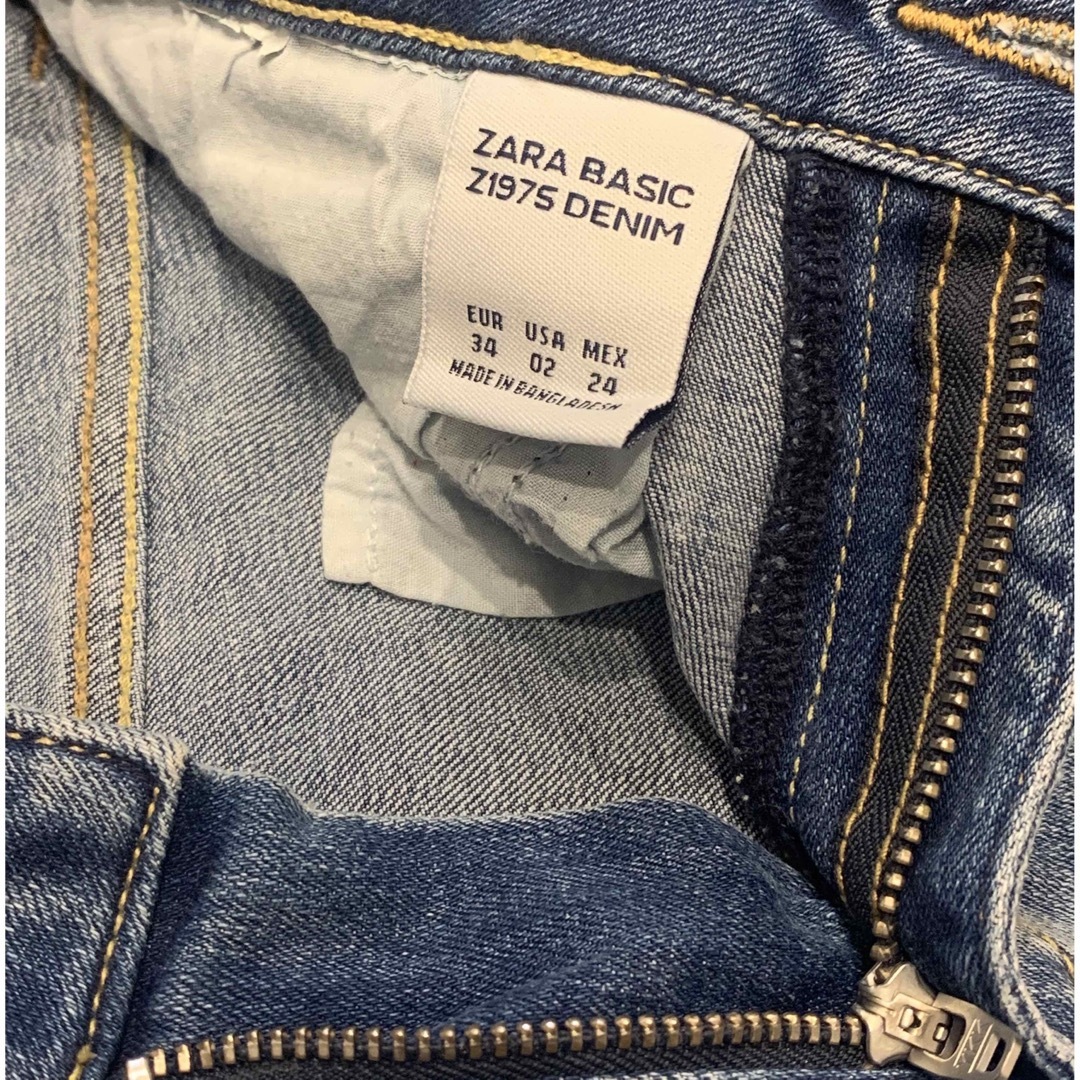 ZARA BASIC
Z1975 DENIM
EUR USA MEX
34 02 24
MADE IN BANGLADESH